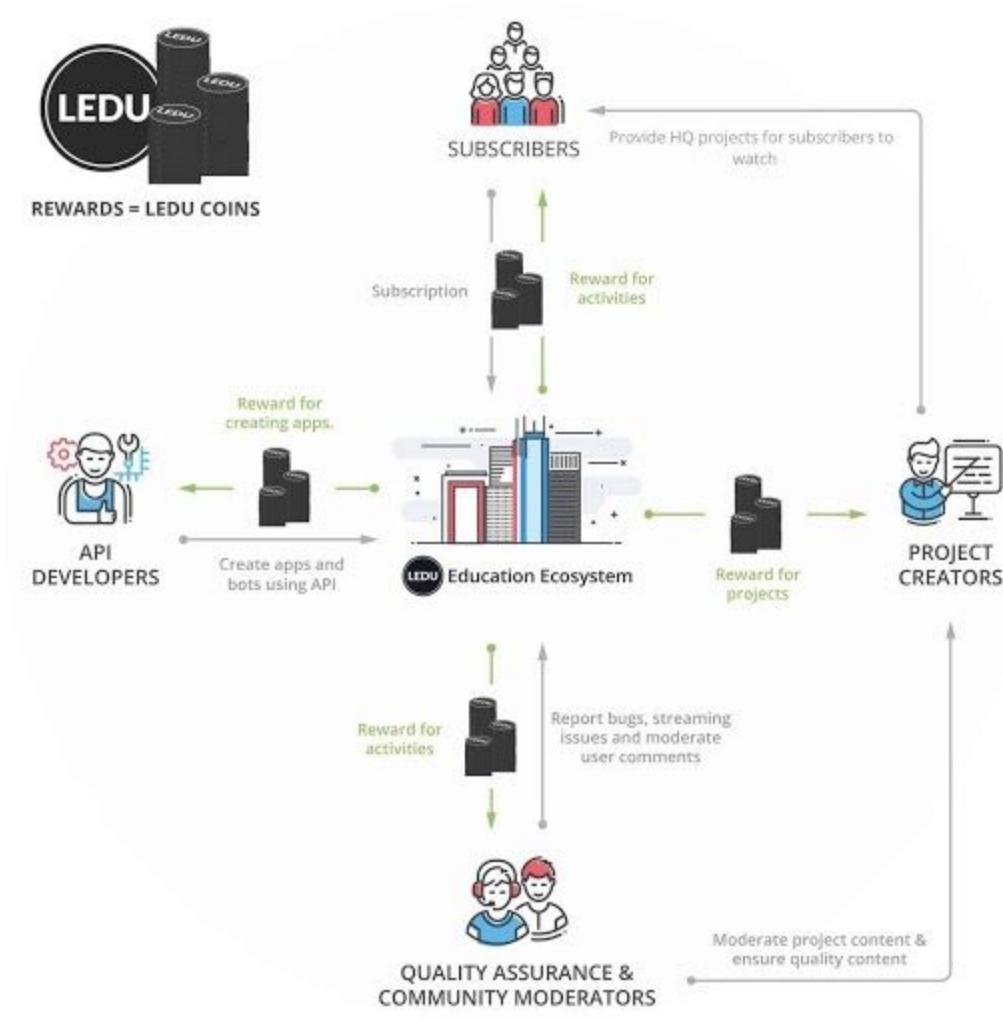 LEDU
LEDU
LEDU
LEDU
REWARDS = LEDU COINS
SUBSCRIBERS
Provide HQ projects for subscribers to
watch
Subscription
Reward for
activities
Reward for
creating apps.
API
DEVELOPERS
Create apps and
bots using API
LEDU
Education Ecosystem
Reward for
projects
PROJECT
CREATORS
Reward for
activities
Report bugs, streaming
issues and moderate
user comments
QUALITY ASSURANCE &
COMMUNITY MODERATORS
Moderate project content &
ensure quality content